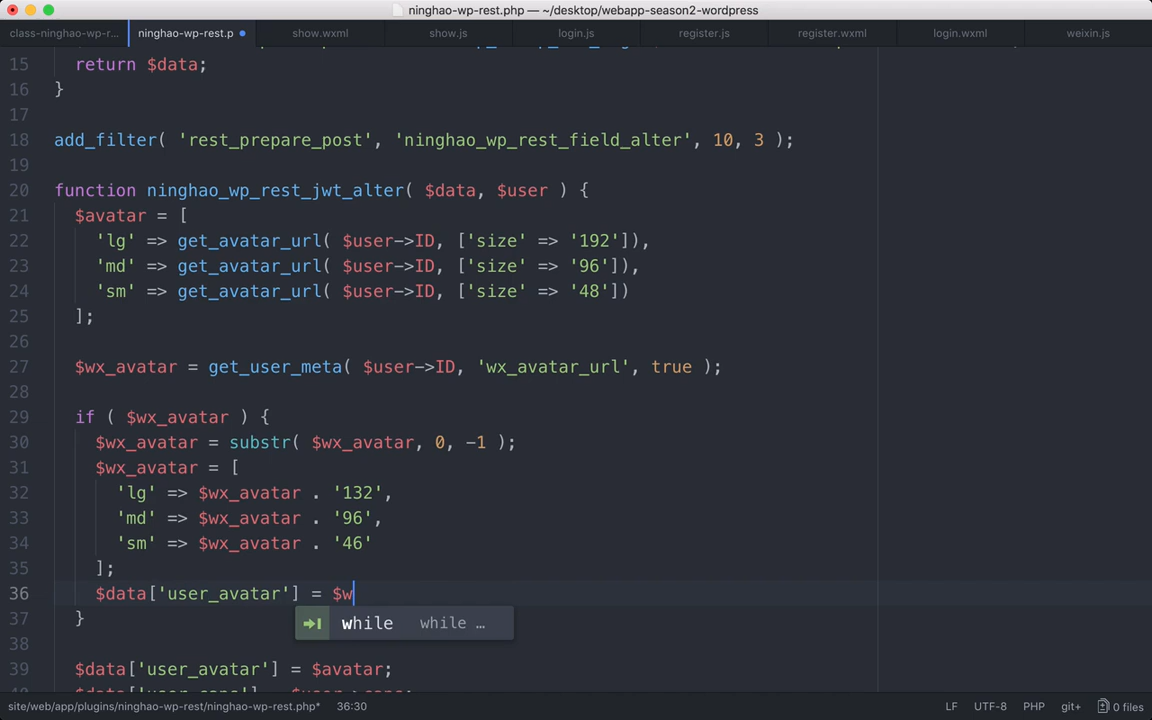 ninghao-wp-rest.php — ~/desktop/webapp-season2-wordpress
class-ninghao-wp-r... ninghao-wp-rest.p show.wxml show.js login.js register.js register.wxml login.wxml weixin.js
15 return $data;
16 }
17
18 add_filter( 'rest_prepare_post', 'ninghao_wp_rest_field_alter', 10, 3 );
19
20 function ninghao_wp_rest_jwt_alter( $data, $user ) {
21 $avatar = [
22 'lg' => get_avatar_url( $user->ID, ['size' => '192']),
23 'md' => get_avatar_url( $user->ID, ['size' => '96']),
24 'sm' => get_avatar_url( $user->ID, ['size' => '48'])
25 ];
26
27 $wx_avatar = get_user_meta( $user->ID, 'wx_avatar_url', true );
28
29 if ( $wx_avatar ) {
30 $wx_avatar = substr( $wx_avatar, 0, -1 );
31 $wx_avatar = [
32 'lg' => $wx_avatar . '132',
33 'md' => $wx_avatar . '96',
34 'sm' => $wx_avatar . '46'
35 ];
36 $data['user_avatar'] = $w
37 }
while while …
38
39 $data['user_avatar'] = $avatar;
site/web/app/plugins/ninghao-wp-rest/ninghao-wp-rest.php* 36:30 LF UTF-8 PHP git+ 0 files